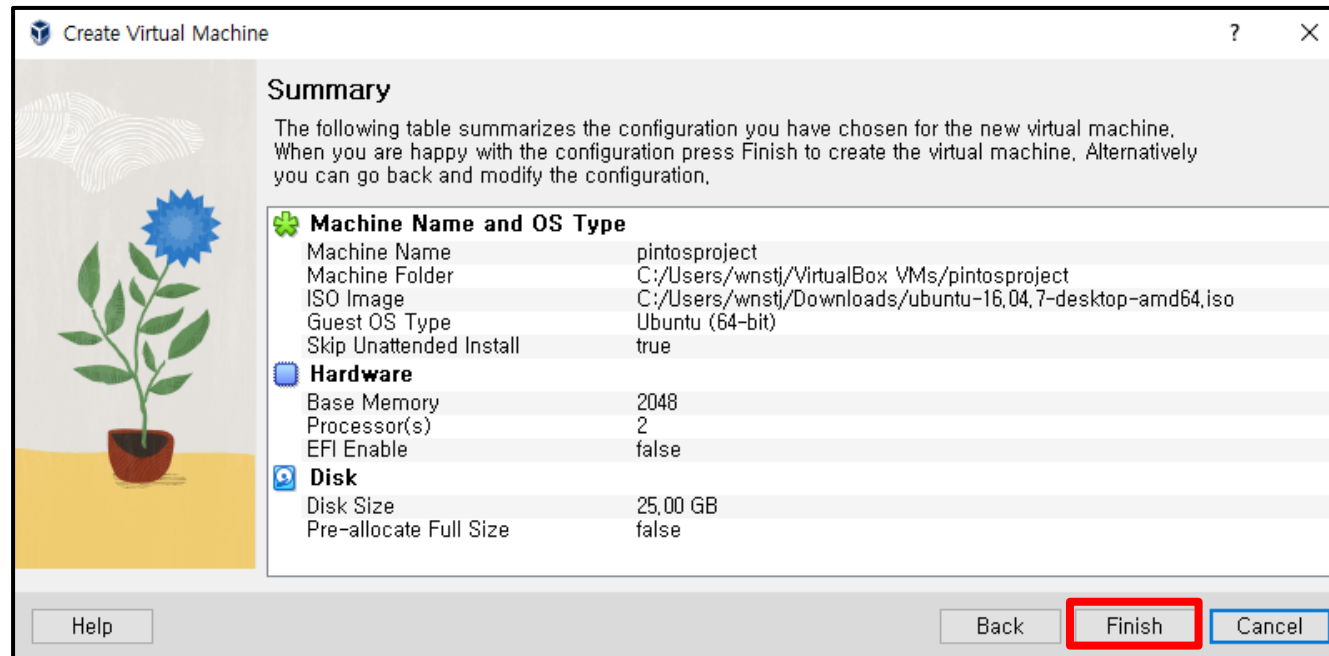 Create Virtual Machine
?
Summary
The following table summarizes the configuration you have chosen for the new virtual machine,
When you are happy with the configuration press Finish to create the virtual machine, Alternatively
you can go back and modify the configuration,
Machine Name and OS Type
Machine Name pintosproject
Machine Folder C:/Users/wnstj/VirtualBox VMs/pintosproject
ISO Image C:/Users/wnstj/Downloads/ubuntu-16,04,7-desktop-amd64,iso
Guest OS Type Ubuntu (64-bit)
Skip Unattended Install true
Hardware
Base Memory 2048
Processor(s) 2
EFI Enable false
Disk
Disk Size 25,00 GB
Pre-allocate Full Size false
Help Back Finish Cancel